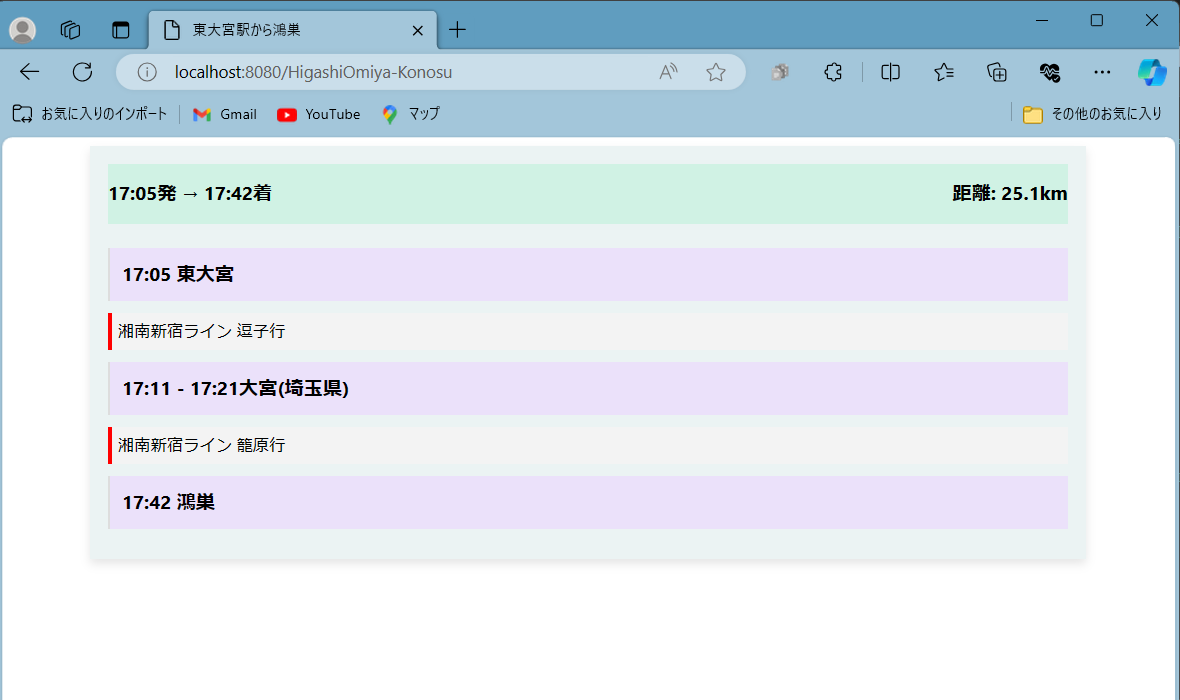 東大宮駅から鴻巣
localhost:8080/HigashiOmiya-Konosu
お気に入りのインポート Gmail YouTube マップ その他のお気に入り
17:05発 → 17:42着 距離: 25.1km
17:05 東大宮
湘南新宿ライン 逗子行
17:11 - 17:21大宮(埼玉県)
湘南新宿ライン 籠原行
17:42 鴻巣